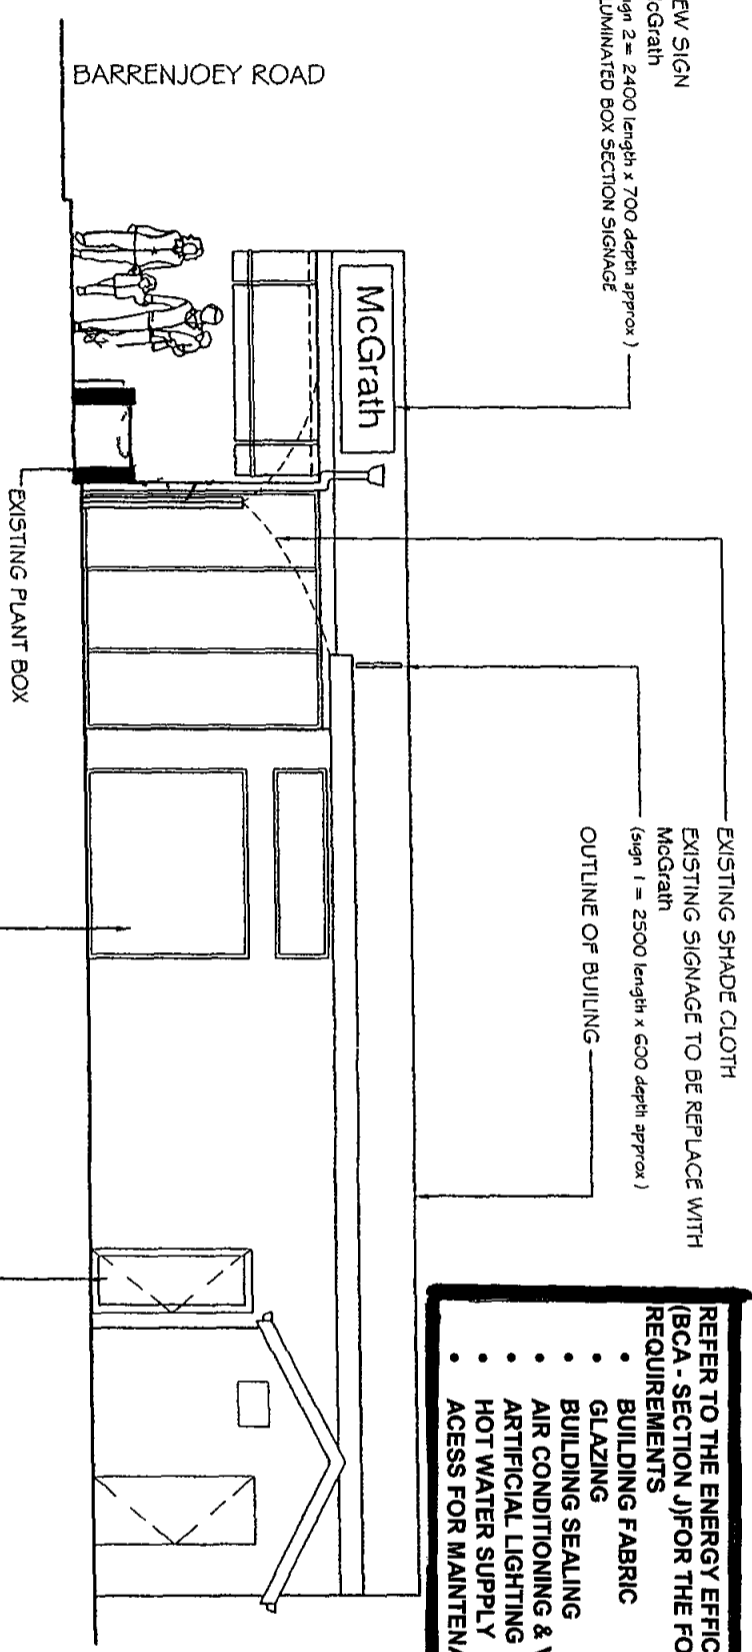 EW SIGN
cGrath
gn 2= 2400 length x 700 depth approx )
LUMINATED BOX SECTION SIGNAGE
BARRENJOEY ROAD
McGrath
EXISTING SHADE CLOTH
EXISTING SIGNAGE TO BE REPLACE WITH
McGrath
(sign 1 = 2500 length x 600 depth approx )
OUTLINE OF BUILING
EXISTING PLANT BOX
REFER TO THE ENERGY EFFIC
(BCA - SECTION J)FOR THE FO
REQUIREMENTS
• BUILDING FABRIC
• GLAZING
• BUILDING SEALING
• AIR CONDITIONING & V
• ARTIFICIAL LIGHTING
• HOT WATER SUPPLY
• ACESS FOR MAINTENA